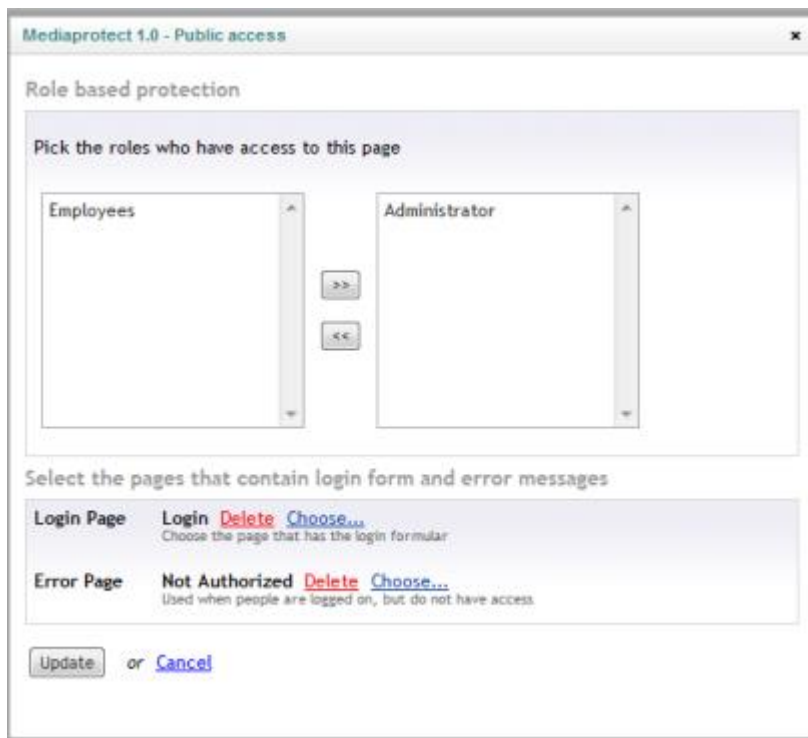 Mediaprotect 1.0 - Public access x
Role based protection
Pick the roles who have access to this page
Employees Administrator
>>
<<
Select the pages that contain login form and error messages
Login Page Login Delete Choose...
Choose the page that has the login formular
Error Page Not Authorized Delete Choose...
Used when people are logged on, but do not have access
Update or Cancel